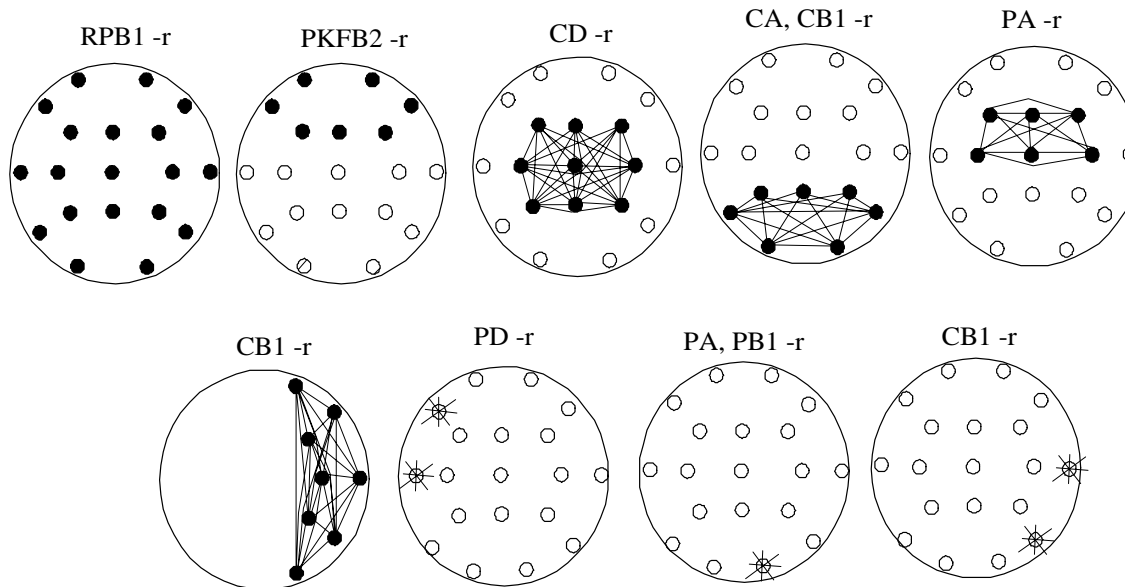 RPB1 -r
PKFB2 -r
CD -r
CA, CB1 -r
PA -r
CB1 -r
PD -r
PA, PB1 -r
CB1 -r